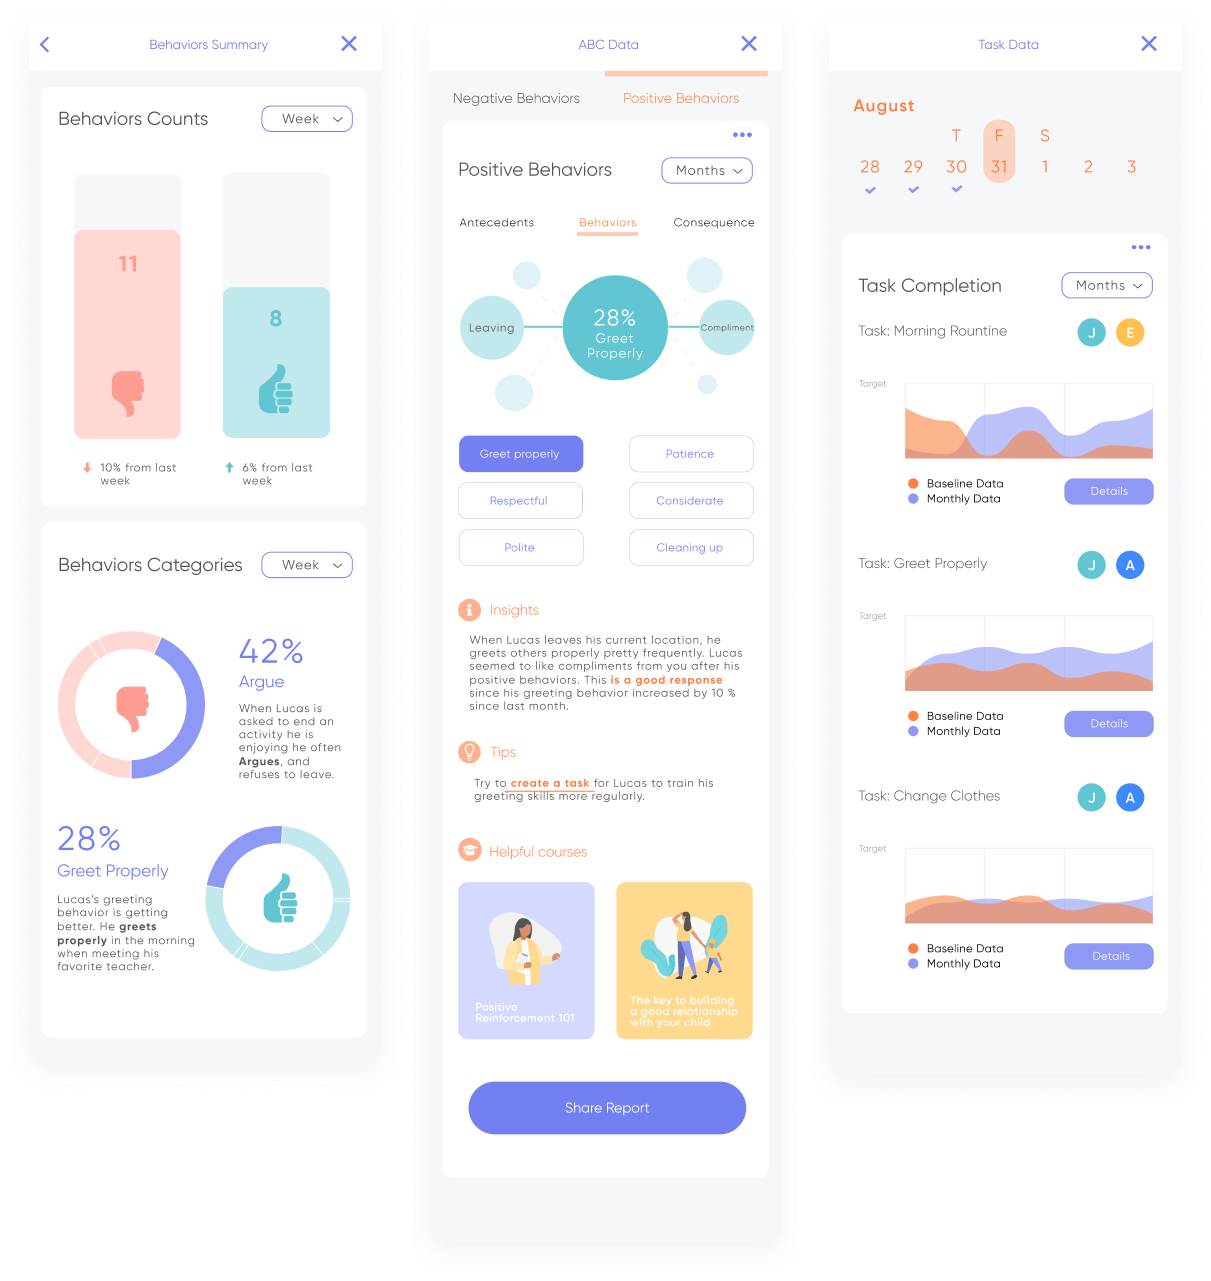 Behaviors Summary
Behaviors Counts
Week
11
8
10% from last
week
6% from last
week
Behaviors Categories
Week
42%
Argue
When Lucas is
asked to end an
activity he is
enjoying he often
Argues, and
refuses to leave.
28%
Greet Properly
Lucas's greeting
behavior is getting
better. He greets
properly in the morning
when meeting his
favorite teacher.
ABC Data
Negative Behaviors
Positive Behaviors
Positive Behaviors
Months
Antecedents
Behaviors
Consequence
Leaving
28%
Greet
Properly
Compliment
Greet properly
Patience
Respectful
Considerate
Polite
Cleaning up
Insights
When Lucas leaves his current location, he
greets others properly pretty frequently. Lucas
seemed to like compliments from you after his
positive behaviors. This is a good response
since his greeting behavior increased by 10 %
since last month.
Tips
Try to create a task for Lucas to train his
greeting skills more regularly.
Helpful courses
Positive
Reinforcement 101
The key to building
a good relationship
with your child
Share Report
Task Data
August
T F S
28 29 30 31 1 2 3
Task Completion
Months
Task: Morning Rountine
J E
Target
Baseline Data
Monthly Data
Details
Task: Greet Properly
J A
Target
Baseline Data
Monthly Data
Details
Task: Change Clothes
J A
Target
Baseline Data
Monthly Data
Details